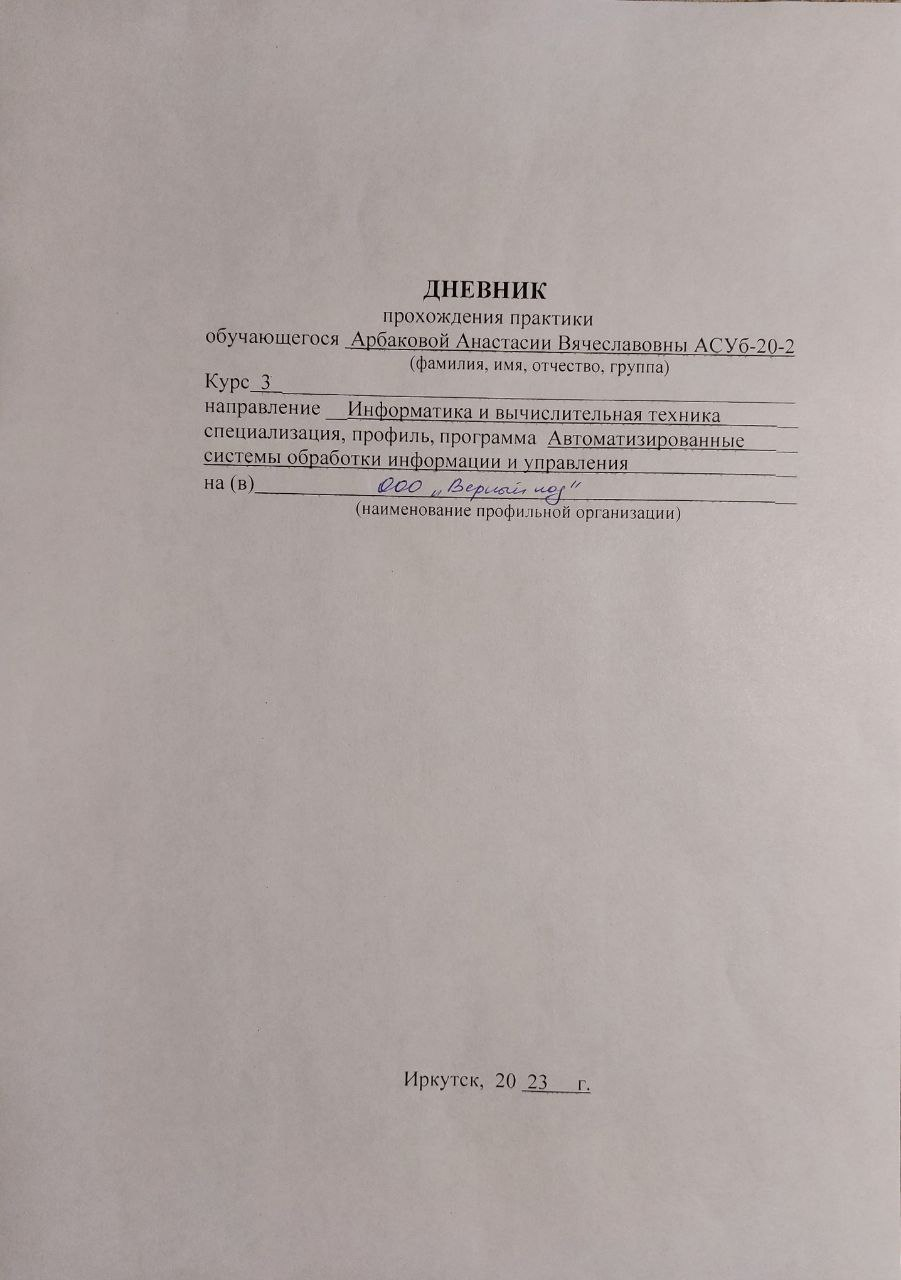 ДНЕВНИК
прохождения практики
обучающегося Арбаковой Анастасии Вячеславовны АСУб-20-2
(фамилия, имя, отчество, группа)
Курс 3
направление Информатика и вычислительная техника
специализация, профиль, программа Автоматизированные
системы обработки информации и управления
на (в) ООО „Верный код"
(наименование профильной организации)
Иркутск, 20 23 г.